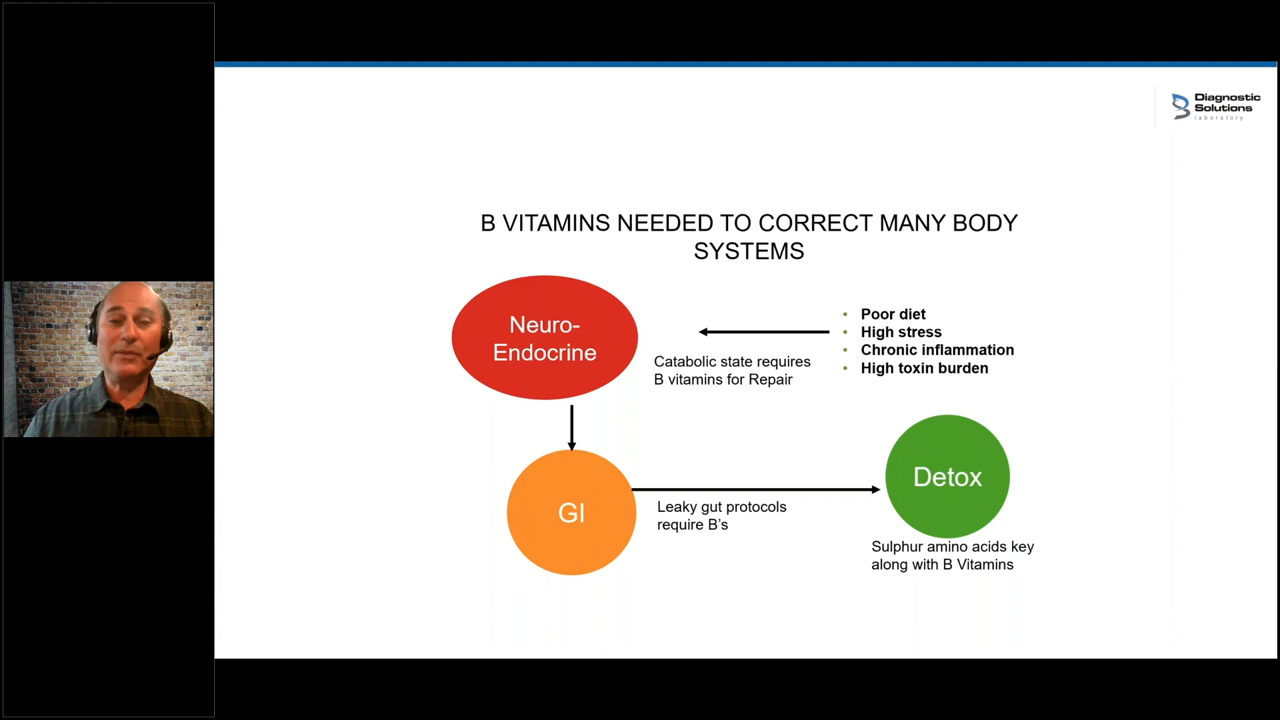 Diagnostic
Solutions
laboratory
B VITAMINS NEEDED TO CORRECT MANY BODY
SYSTEMS
Neuro-
Endocrine
Catabolic state requires
B vitamins for Repair
• Poor diet
• High stress
• Chronic inflammation
• High toxin burden
GI
Leaky gut protocols
require B’s
Detox
Sulphur amino acids key
along with B Vitamins